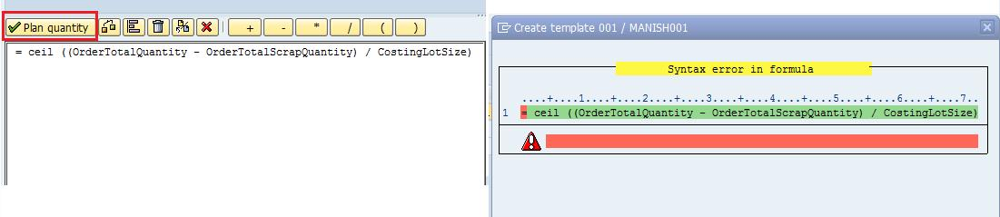 Plan quantity + - * / ( )
= ceil ((OrderTotalQuantity - OrderTotalScrapQuantity) / CostingLotSize)
Create template 001 / MANISH001
Syntax error in formula
....+....1....+....2....+....3....+....4....+....5....+....6....+....7..
1 = ceil ((OrderTotalQuantity - OrderTotalScrapQuantity) / CostingLotSize)